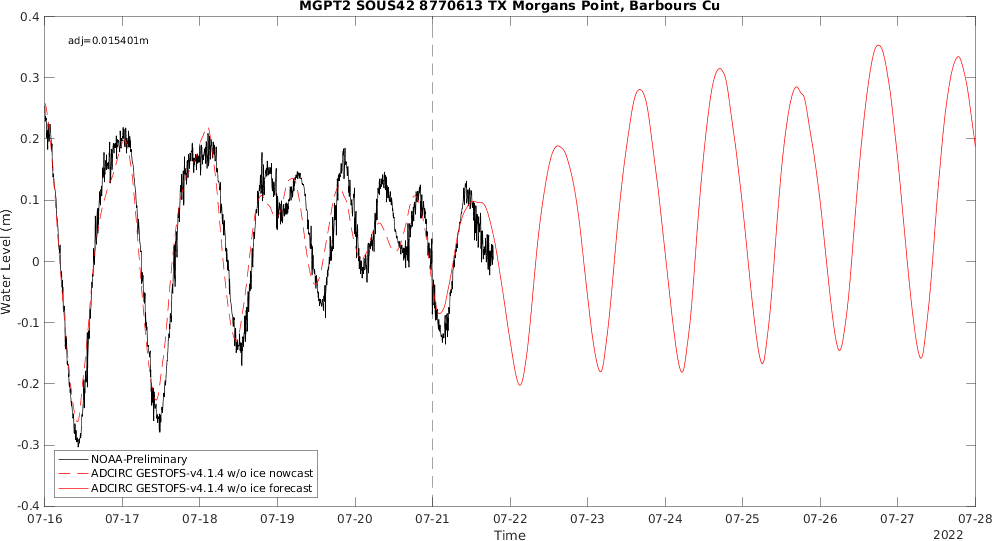 MGPT2 SOUS42 8770613 TX Morgans Point, Barbours Cu
adj=0.015401m
0.4
0.3
0.2
0.1
0
-0.1
-0.2
-0.3
-0.4
Water Level (m)
NOAA-Preliminary
ADCIRC GESTOFS-v4.1.4 w/o ice nowcast
ADCIRC GESTOFS-v4.1.4 w/o ice forecast
07-16 07-17 07-18 07-19 07-20 07-21 07-22 07-23 07-24 07-25 07-26 07-27 07-28
Time
2022